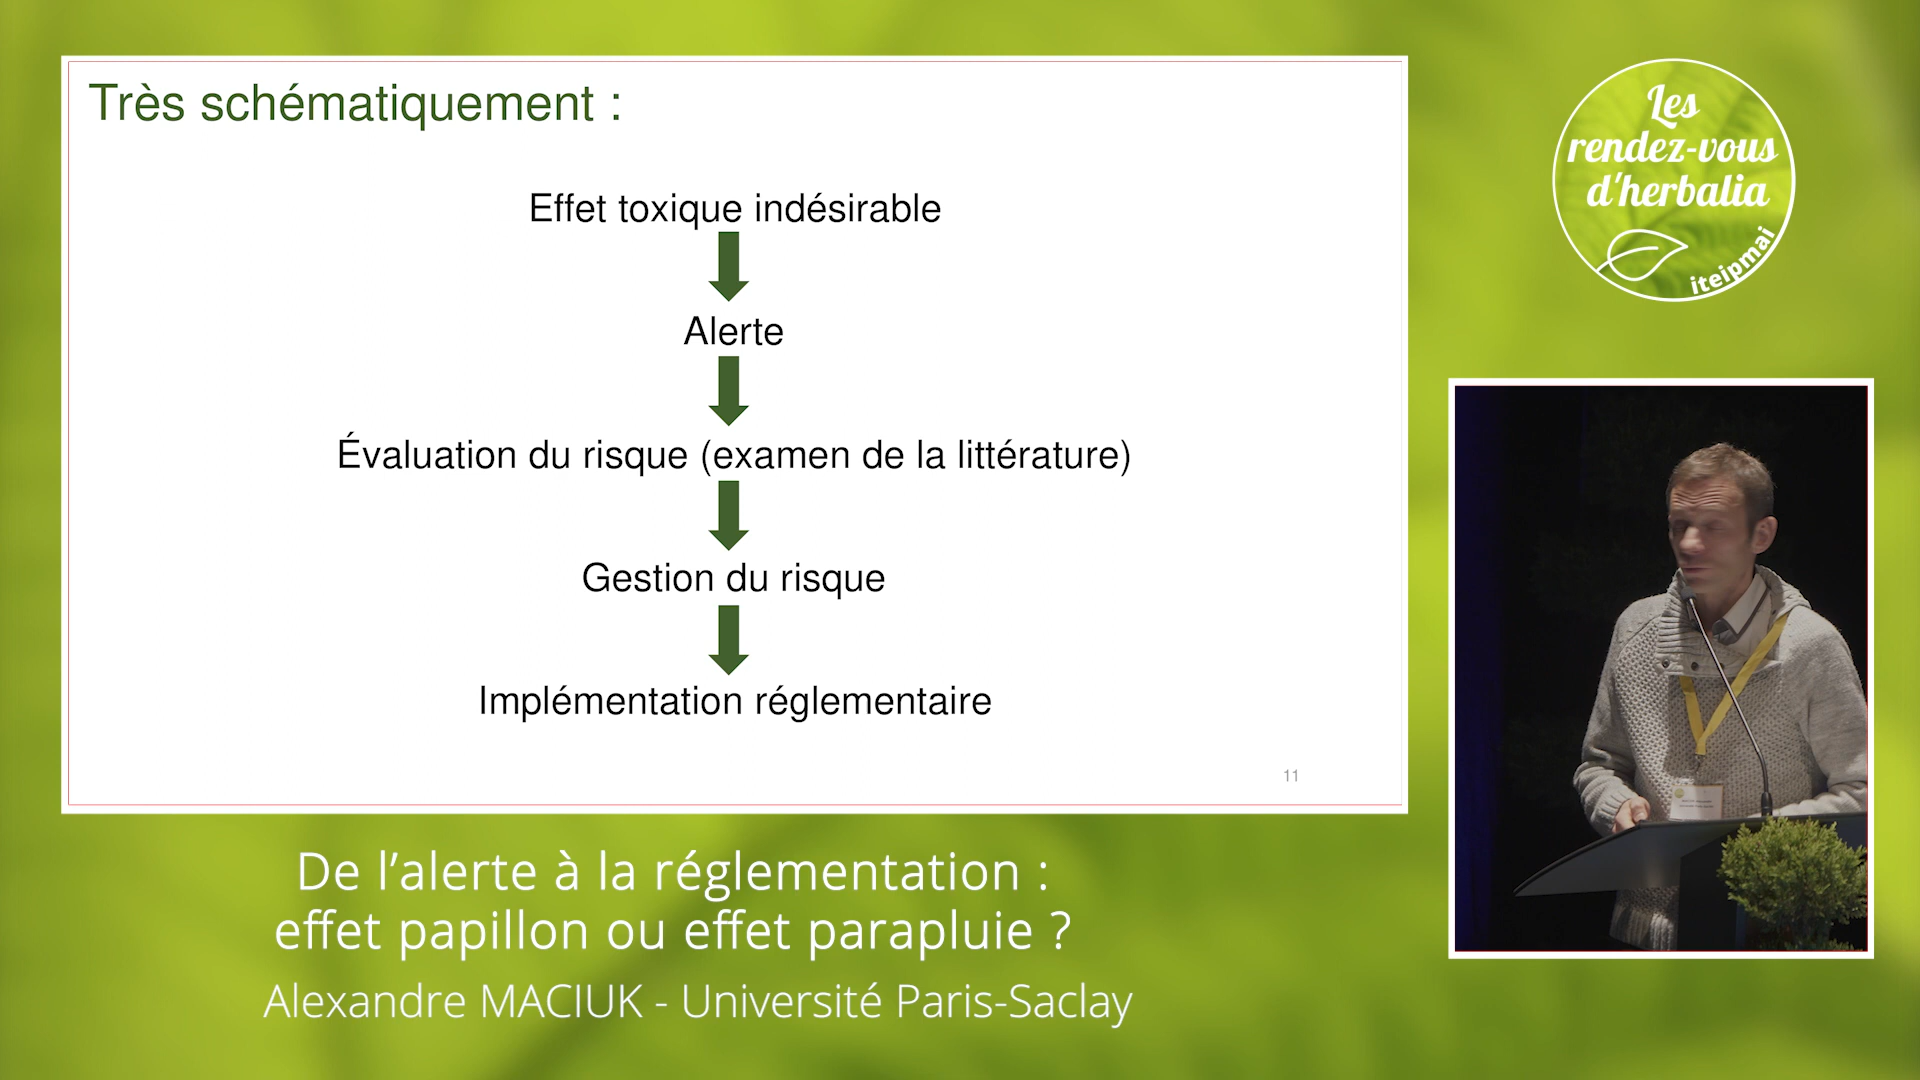 Très schématiquement :
Effet toxique indésirable
Alerte
Évaluation du risque (examen de la littérature)
Gestion du risque
Implémentation réglementaire
11
Les
rendez-vous
d'herbalia
iteipmai
De l’alerte à la réglementation :
effet papillon ou effet parapluie ?
Alexandre MACIUK - Université Paris-Saclay